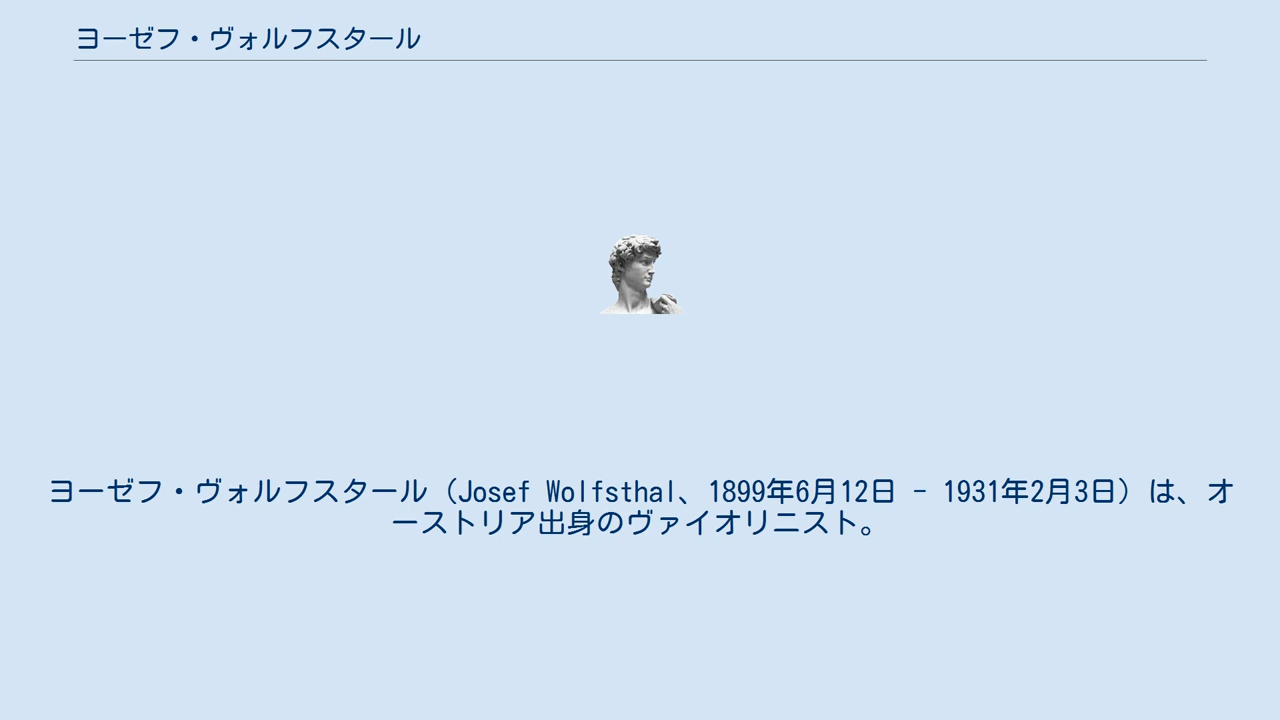 ヨーゼフ・ヴォルフスタール
ヨーゼフ・ヴォルフスタール（Josef Wolfsthal、1899年6月12日 - 1931年2月3日）は、オ
ーストリア出身のヴァイオリニスト。